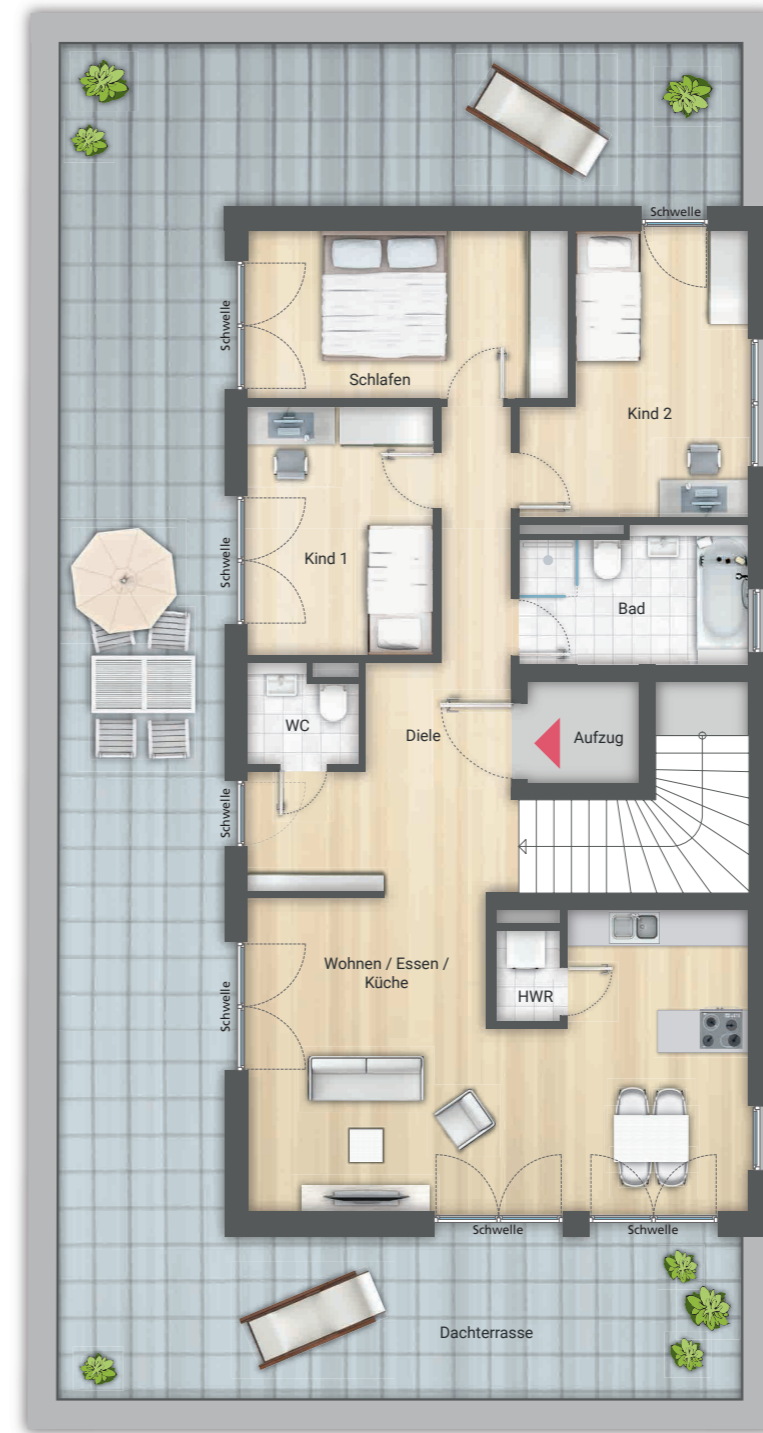 Schwelle
Schwelle
Schlafen
Kind 2
Schwelle
Kind 1
Bad
WC
Diele
Aufzug
Schwelle
Wohnen / Essen /
Küche
HWR
Schwelle
Schwelle
Schwelle
Dachterrasse